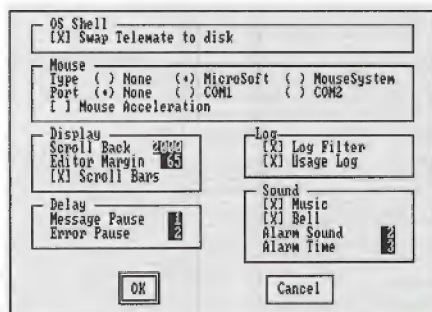 OS Shell
[X] Swap Telemate to disk
Mouse
Type ( ) None (•) MicroSoft ( ) MouseSystem
Port (•) None ( ) COM1 ( ) COM2
[ ] Mouse Acceleration
Display
Scroll Back 2000
Editor Margin 65
[X] Scroll Bars
Log
[X] Log Filter
[X] Usage Log
Delay
Message Pause 1
Error Pause 2
Sound
[X] Music
[X] Bell
Alarm Sound 2
Alarm Time 3
OK
Cancel